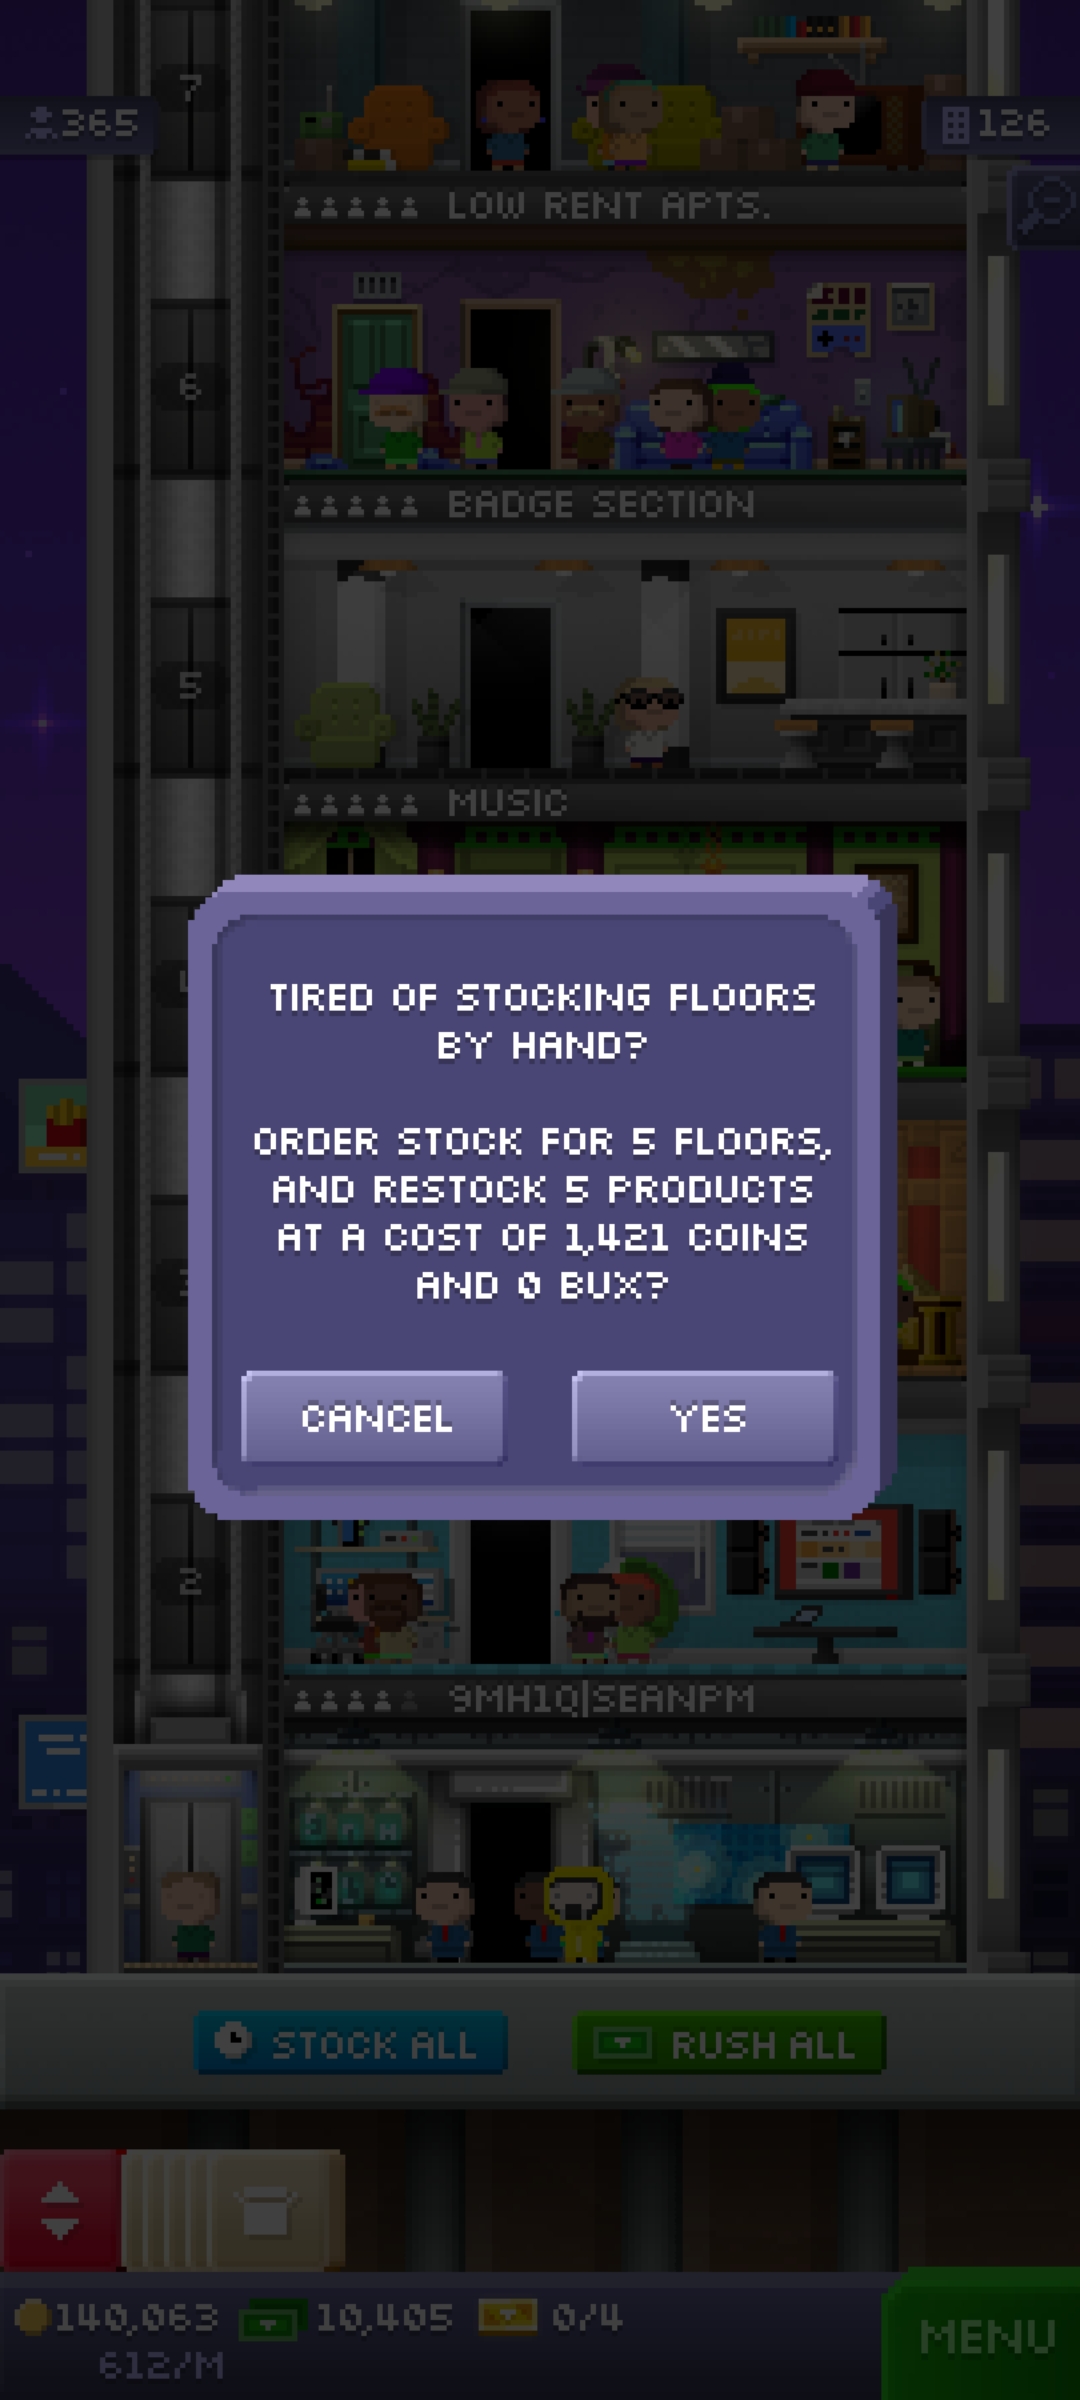 7
365
126
LOW RENT APTS.
6
BADGE SECTION
5
MUSIC
TIRED OF STOCKING FLOORS
BY HAND?
ORDER STOCK FOR 5 FLOORS,
AND RESTOCK 5 PRODUCTS
AT A COST OF 1,421 COINS
AND 0 BUX?
CANCEL
YES
2
9MH1Q|SEANPM
STOCK ALL
RUSH ALL
140,063
10,405
0/4
612/M
MENU